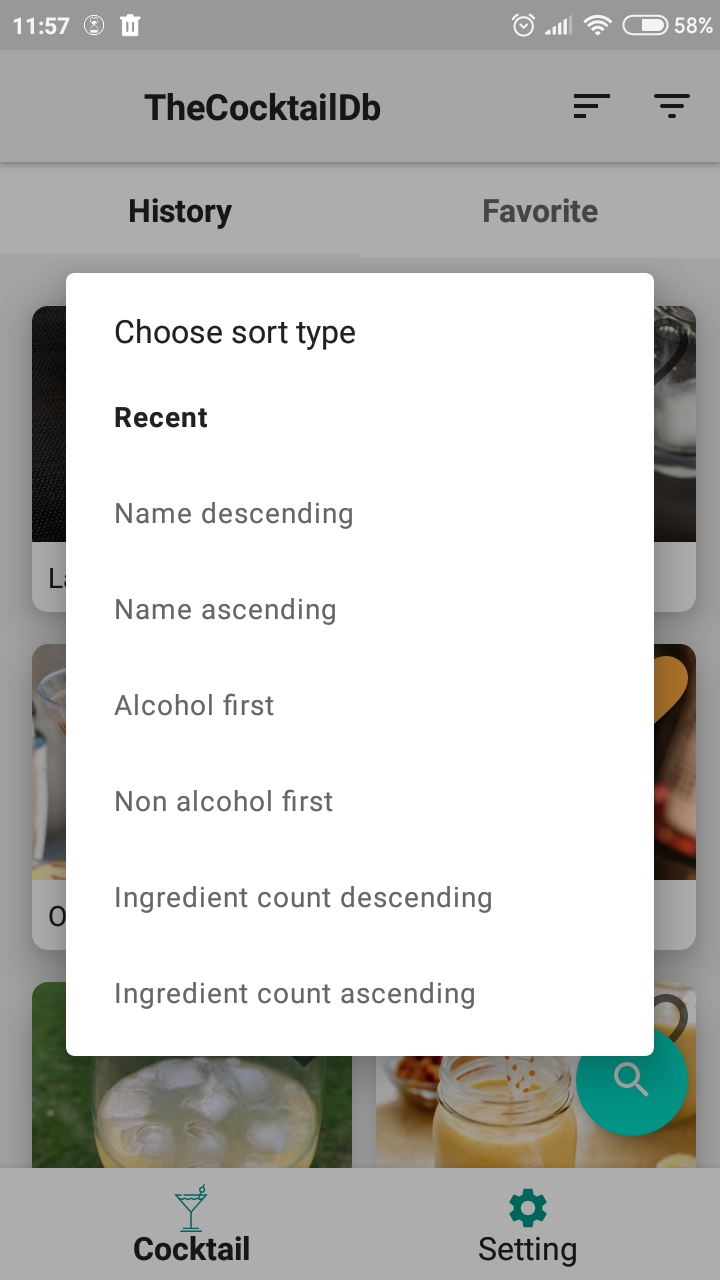 11:57 58%
TheCocktailDb
History Favorite
Choose sort type
Recent
Name descending
Name ascending
Alcohol first
Non alcohol first
Ingredient count descending
Ingredient count ascending
Cocktail Setting